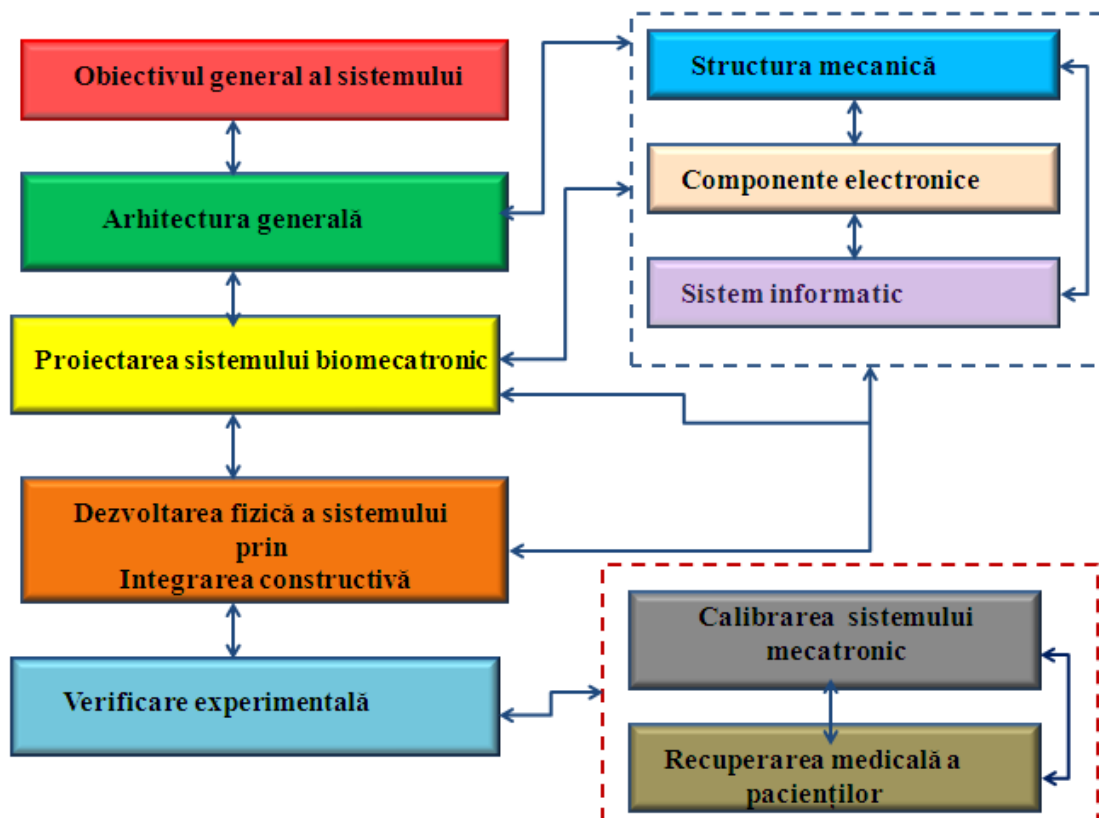 Obiectivul general al sistemului
Arhitectura generală
Proiectarea sistemului biomecatronic
Dezvoltarea fizică a sistemului
prin
Integrarea constructivă
Verificare experimentală
Structura mecanică
Componente electronice
Sistem informatic
Calibrarea sistemului
mecatronic
Recuperarea medicală a
pacienților